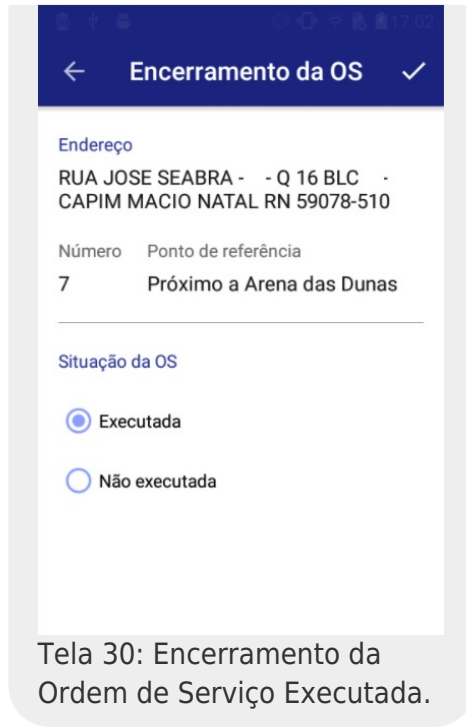 17:02
Encerramento da OS
Endereço
RUA JOSE SEABRA - - Q 16 BLC -
CAPIM MACIO NATAL RN 59078-510
Número Ponto de referência
7 Próximo a Arena das Dunas
Situação da OS
Executada
Não executada
Tela 30: Encerramento da
Ordem de Serviço Executada.